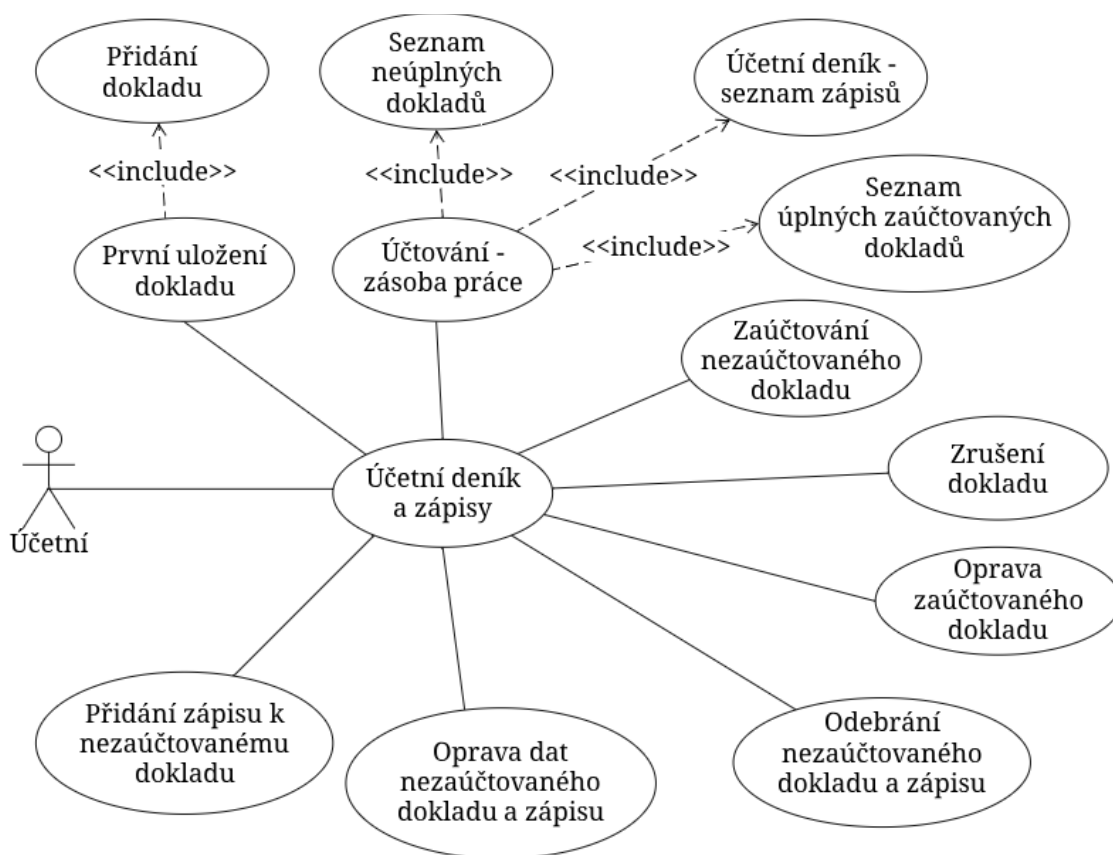 Přidání
dokladu
Seznam
neúplných
dokladů
Účetní deník -
seznam zápisů
<<include>>
<<include>>
<<include>>
Seznam
úplných zaúčtovaných
dokladů
<<include>>
První uložení
dokladu
Účtování -
zásoba práce
Zaúčtování
nezaúčtovaného
dokladu
Účetní deník
a zápisy
Zrušení
dokladu
Účetní
Oprava
zaúčtovaného
dokladu
Přidání zápisu k
nezaúčtovanému
dokladu
Oprava dat
nezaúčtovaného
dokladu a zápisu
Odebrání
nezaúčtovaného
dokladu a zápisu